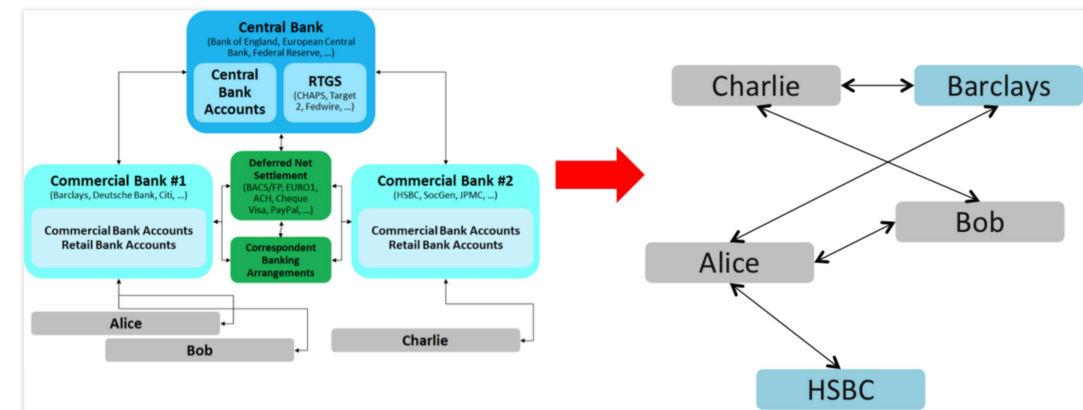 Central Bank
(Bank of England, European Central
Bank, Federal Reserve, ...)
Central
Bank
Accounts
RTGS
(CHAPS, Target
2, Fedwire, ...)
Deferred Net
Settlement
(BACS/FP, EURO1,
ACH, Cheque
Visa, PayPal, ...)
Correspondent
Banking
Arrangements
Commercial Bank #1
(Barclays, Deutsche Bank, Citi, ...)
Commercial Bank Accounts
Retail Bank Accounts
Commercial Bank #2
(HSBC, SocGen, JPMC, ...)
Commercial Bank Accounts
Retail Bank Accounts
Alice
Bob
Charlie
Charlie
Barclays
Bob
Alice
HSBC